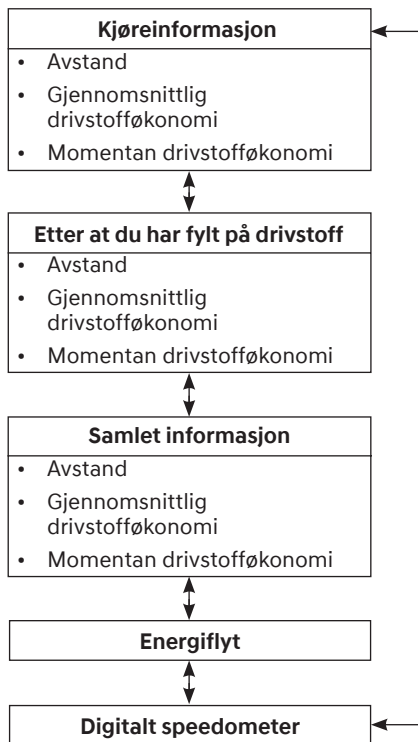 Kjøreinformasjon
• Avstand
• Gjennomsnittlig
drivstofføkonomi
• Momentan drivstofføkonomi
Etter at du har fylt på drivstoff
• Avstand
• Gjennomsnittlig
drivstofføkonomi
• Momentan drivstofføkonomi
Samlet informasjon
• Avstand
• Gjennomsnittlig
drivstofføkonomi
• Momentan drivstofføkonomi
Energiflyt
Digitalt speedometer